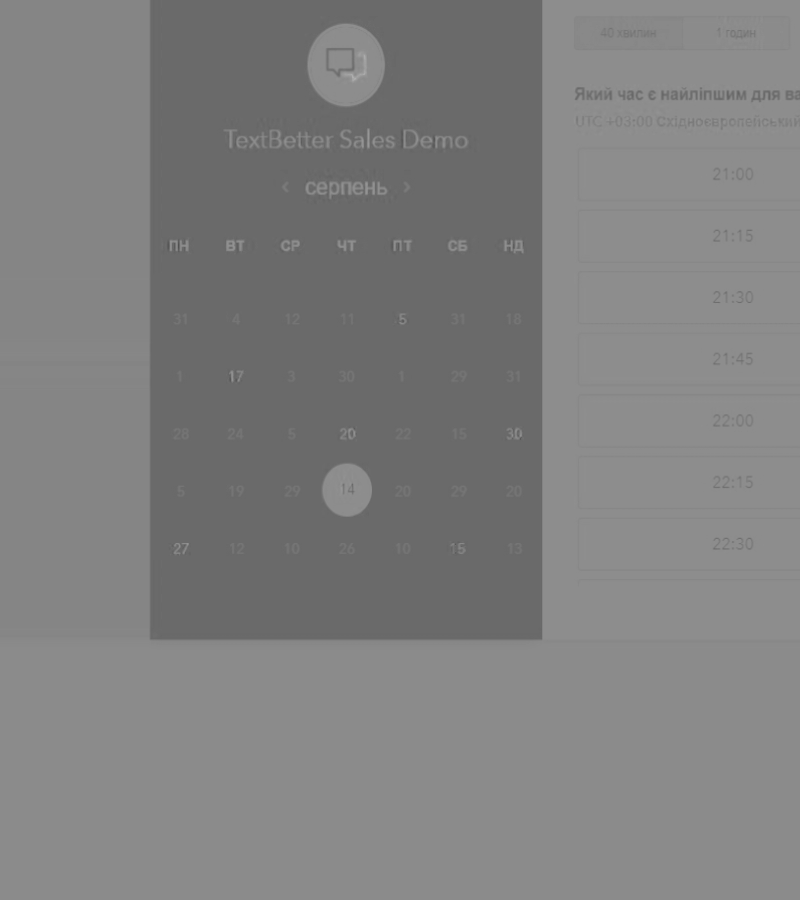 TextBetter Sales Demo
< серпень >
ПН ВТ СР ЧТ ПТ СБ НД
31 4 12 11 5 31 18
1 17 3 30 1 29 31
28 24 5 20 22 15 30
5 19 29 14 20 29 20
27 12 10 26 10 15 13
40 хвилин 1 годин
Який час є найліпшим для ва
UTC +03:00 Східноєвропейський
21:00
21:15
21:30
21:45
22:00
22:15
22:30